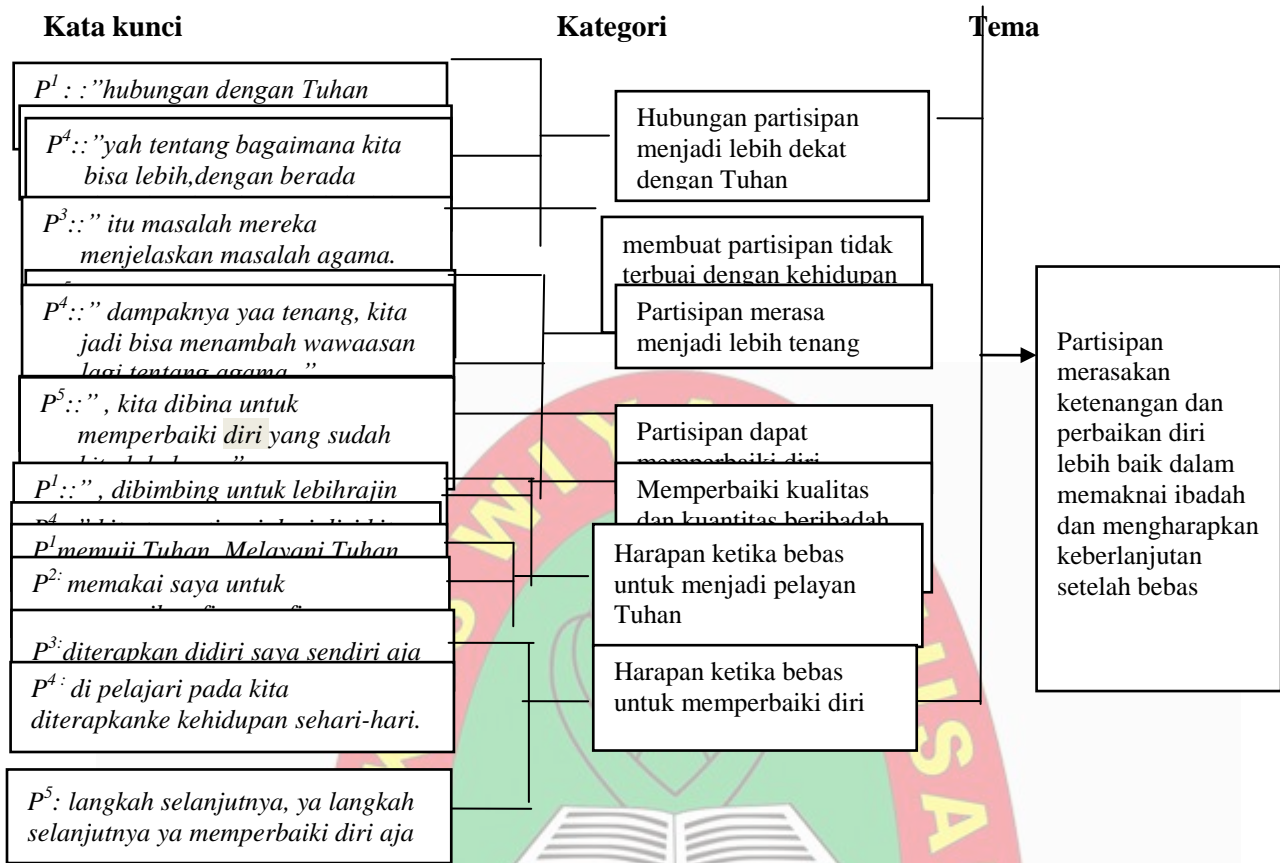 Kata kunci
Kategori
Tema
P1 : :”hubungan dengan Tuhan
P4::”yah tentang bagaimana kita
bisa lebih,dengan berada
P3::” itu masalah mereka
menjelaskan masalah agama.
P4::” dampaknya yaa tenang, kita
jadi bisa menambah wawaasan
lagi tentang agama. ”
P5::” , kita dibina untuk
memperbaiki diri yang sudah
P1::” , dibimbing untuk lebihrajin
P1memuji Tuhan, Melayani Tuhan
P2: memakai saya untuk
P3:diterapkan didiri saya sendiri aja
P4 : di pelajari pada kita
diterapkanke kehidupan sehari-hari.
P5: langkah selanjutnya, ya langkah
selanjutnya ya memperbaiki diri aja
Hubungan partisipan
menjadi lebih dekat
dengan Tuhan
membuat partisipan tidak
terbuai dengan kehidupan
Partisipan merasa
menjadi lebih tenang
Partisipan dapat
memperbaiki diri
Memperbaiki kualitas
dan kuantitas beribadah
Harapan ketika bebas
untuk menjadi pelayan
Tuhan
Harapan ketika bebas
untuk memperbaiki diri
Partisipan
merasakan
ketenangan dan
perbaikan diri
lebih baik dalam
memaknai ibadah
dan mengharapkan
keberlanjutan
setelah bebas